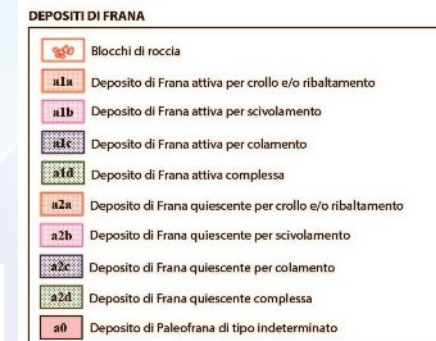 DEPOSITI DI FRANA
Blocchi di roccia
a1a Deposito di Frana attiva per crollo e/o ribaltamento
a1b Deposito di Frana attiva per scivolamento
a1c Deposito di Frana attiva per colamento
a1d Deposito di Frana attiva complessa
a2a Deposito di Frana quiescente per crollo e/o ribaltamento
a2b Deposito di Frana quiescente per scivolamento
a2c Deposito di Frana quiescente per colamento
a2d Deposito di Frana quiescente complessa
a0 Deposito di Paleofrana di tipo indeterminato